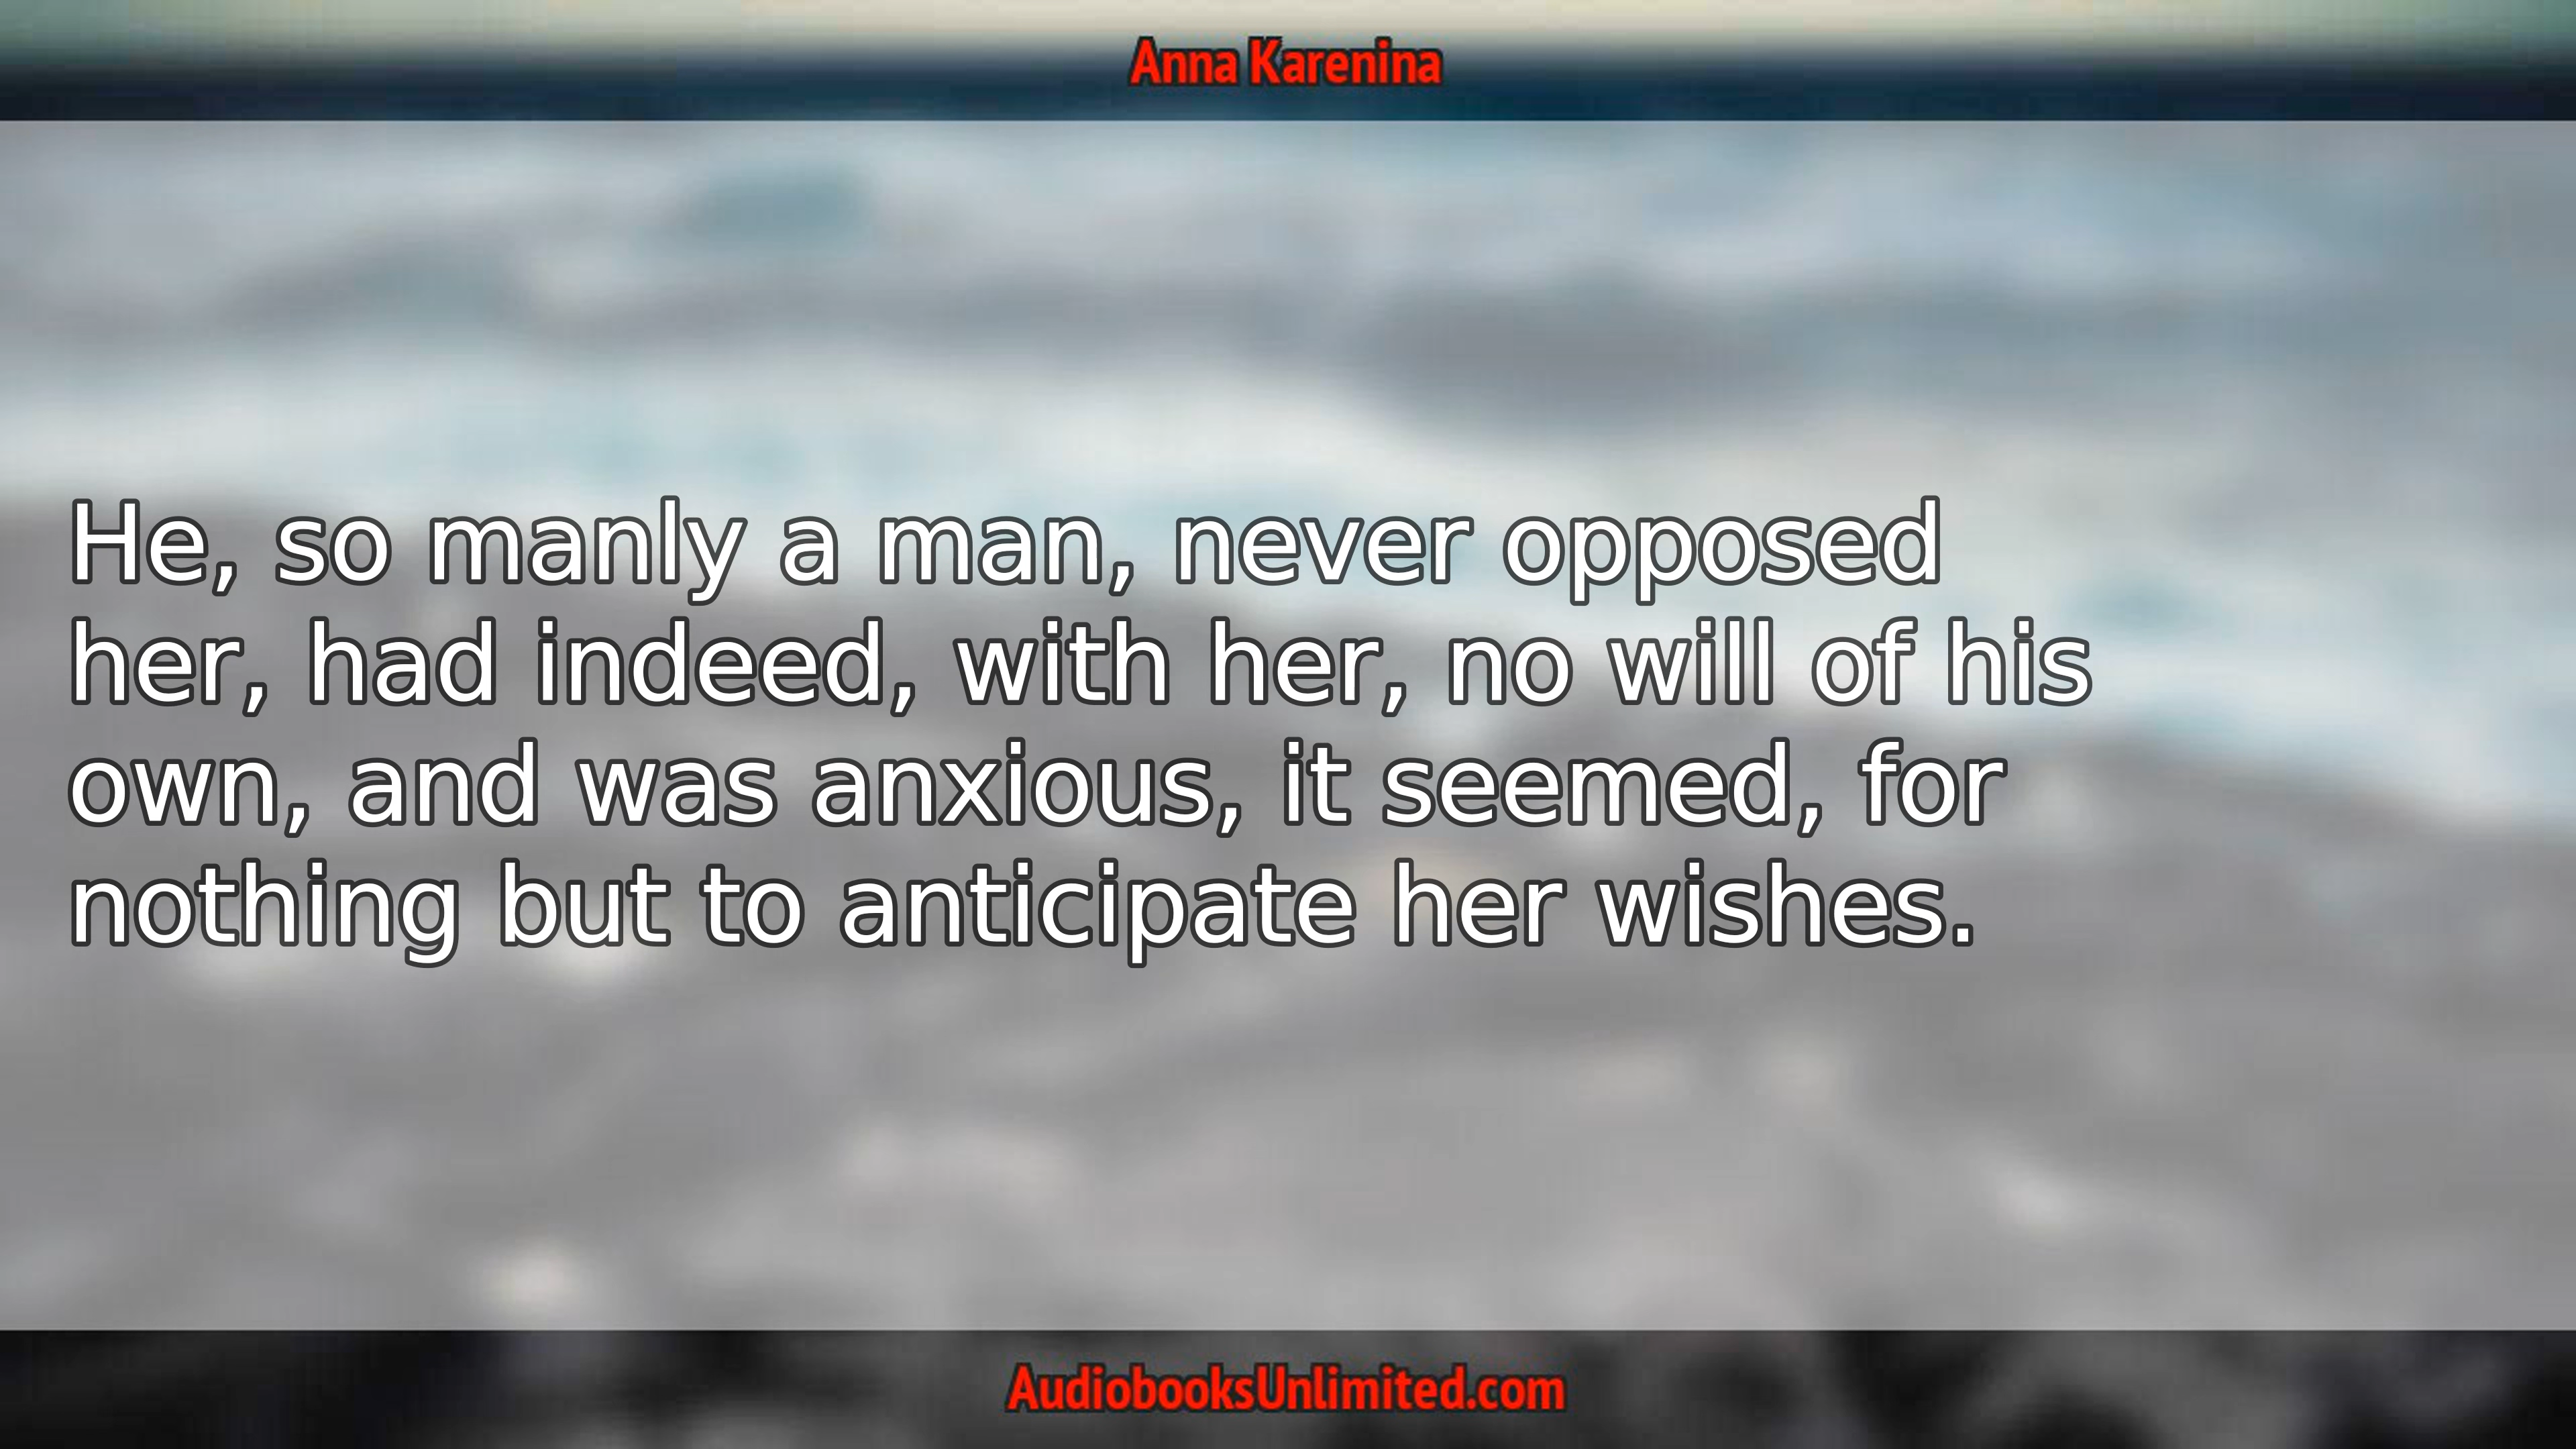 Anna Karenina
He, so manly a man, never opposed
her, had indeed, with her, no will of his
own, and was anxious, it seemed, for
nothing but to anticipate her wishes.
AudiobooksUnlimited.com